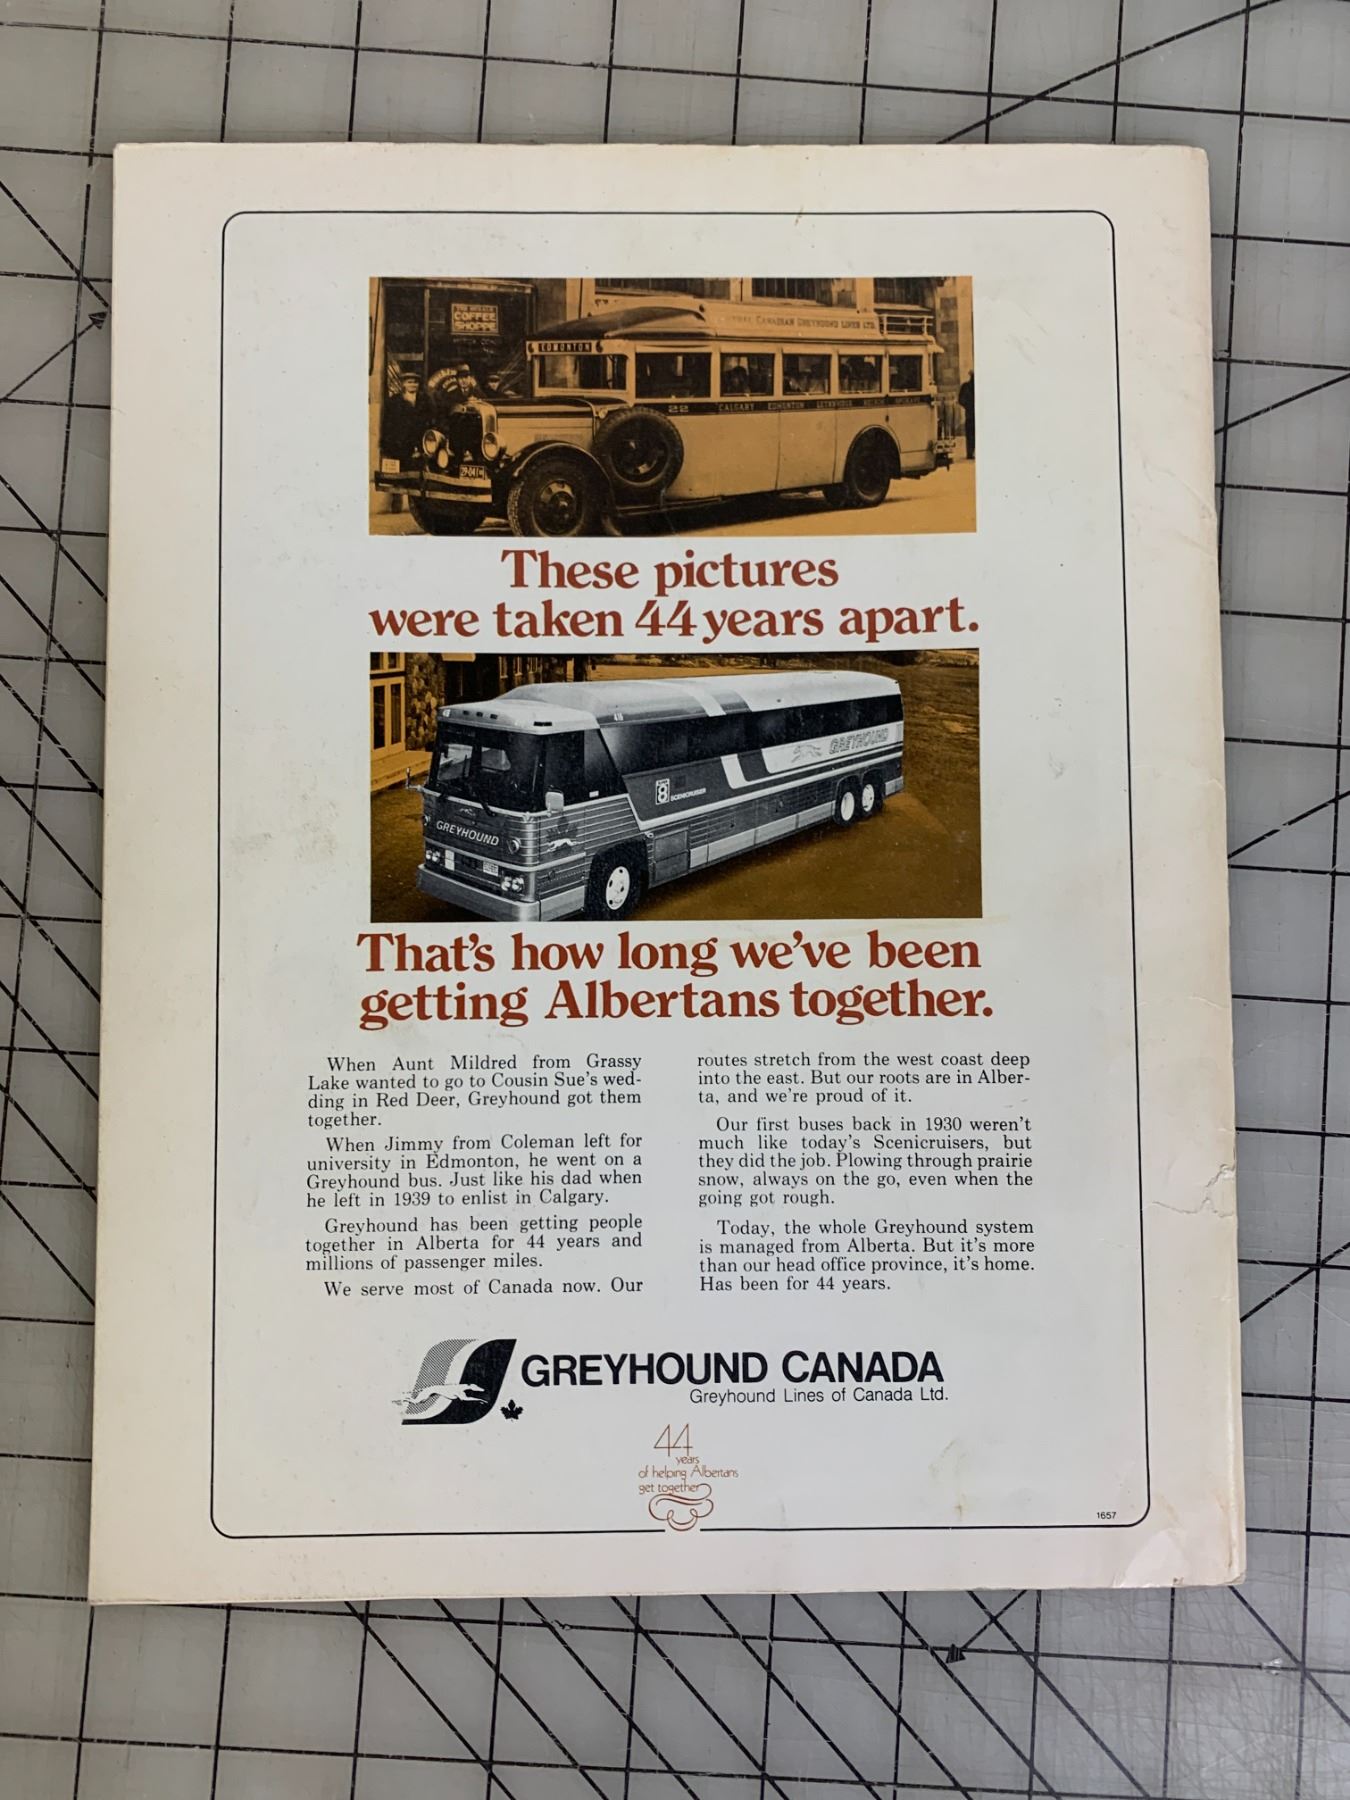 COFFEE
SHOPPE
CANADIAN GREYHOUND LINES LTD.
EDMONTON
22 CALGARY EDMONTON LETHBRIDGE
These pictures
were taken 44 years apart.
418
418
GREYHOUND
8 SCENICRUISER
GREYHOUND
That's how long we've been
getting Albertans together.
When Aunt Mildred from Grassy
Lake wanted to go to Cousin Sue's wed-
ding in Red Deer, Greyhound got them
together.
When Jimmy from Coleman left for
university in Edmonton, he went on a
Greyhound bus. Just like his dad when
he left in 1939 to enlist in Calgary.
Greyhound has been getting people
together in Alberta for 44 years and
millions of passenger miles.
We serve most of Canada now. Our
routes stretch from the west coast deep
into the east. But our roots are in Alber-
ta, and we're proud of it.
Our first buses back in 1930 weren't
much like today's Scenicruisers, but
they did the job. Plowing through prairie
snow, always on the go, even when the
going got rough.
Today, the whole Greyhound system
is managed from Alberta. But it's more
than our head office province, it's home.
Has been for 44 years.
GREYHOUND CANADA
Greyhound Lines of Canada Ltd.
44
years
of helping Albertans
get together
1657